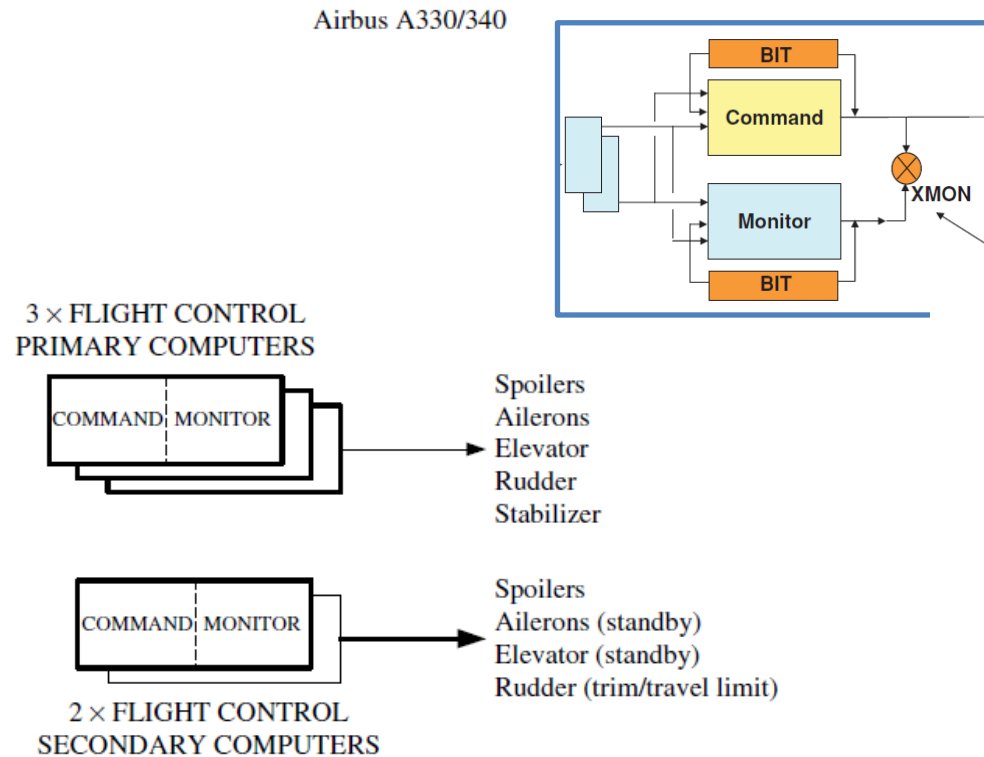 Airbus A330/340
BIT
Command
XMON
Monitor
BIT
3 × FLIGHT CONTROL
PRIMARY COMPUTERS
COMMAND MONITOR
Spoilers
Ailerons
Elevator
Rudder
Stabilizer
COMMAND MONITOR
Spoilers
Ailerons (standby)
Elevator (standby)
Rudder (trim/travel limit)
2 × FLIGHT CONTROL
SECONDARY COMPUTERS